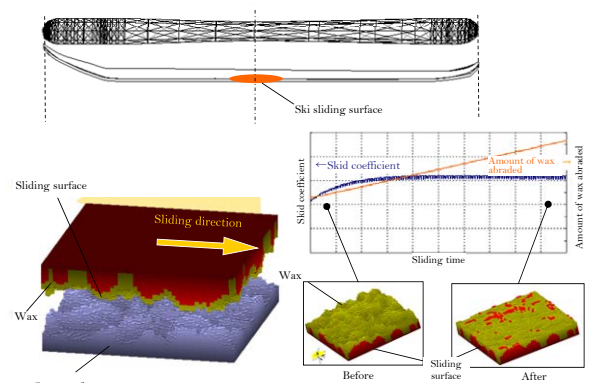 Ski sliding surface
←Skid coefficient
Amount of wax →
abraded
Skid coefficient
Amount of wax abraded
Sliding time
Sliding surface
Sliding direction
Wax
Wax
Sliding
surface
Before
After